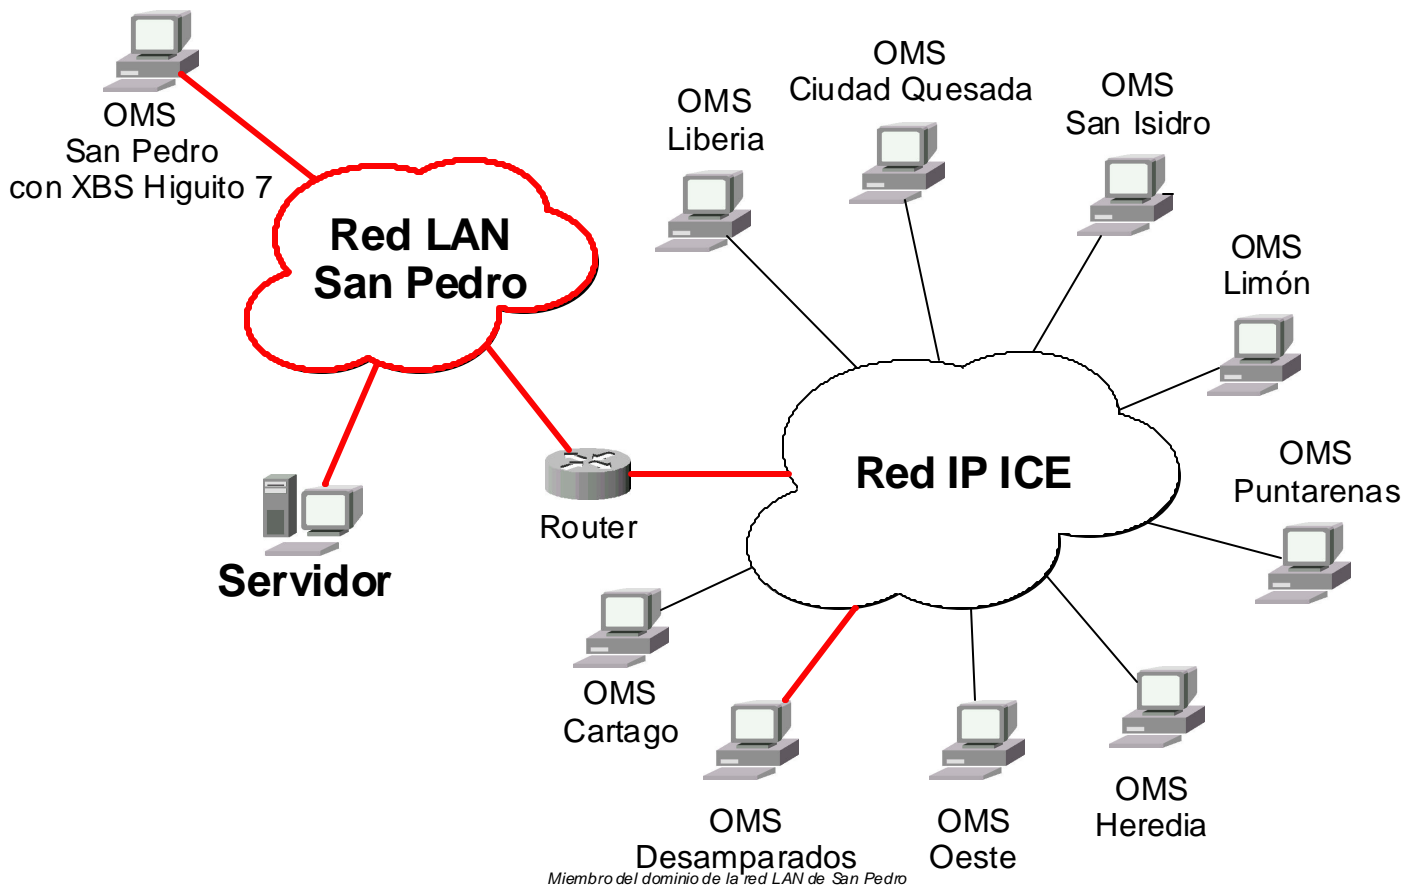 OMS
San Pedro
con XBS Higuito 7
Red LAN
San Pedro
Servidor
Router
OMS
Liberia
OMS
Ciudad Quesada
OMS
San Isidro
OMS
Limón
Red IP ICE
OMS
Puntarenas
OMS
Cartago
OMS
Desamparados
OMS
Oeste
OMS
Heredia
Miembro del dominio de la red LAN de San Pedro